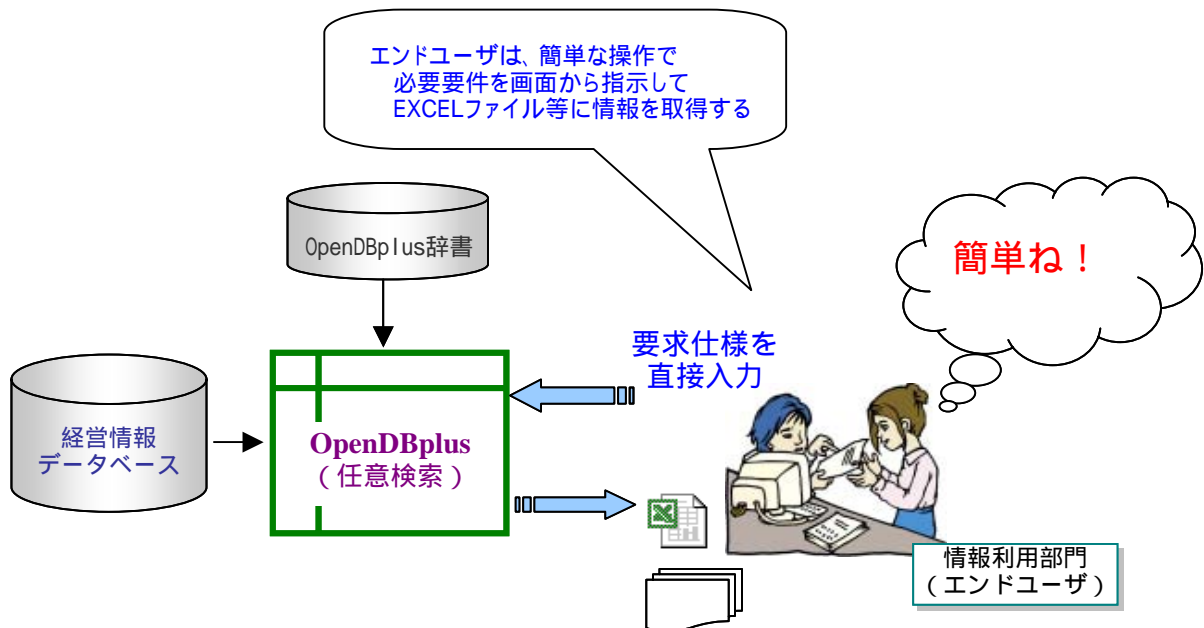 エンドユーザは、簡単な操作で
必要要件を画面から指示して
EXCELファイル等に情報を取得する
OpenDBplus辞書
簡単ね！
要求仕様を
直接入力
経営情報
データベース
OpenDBplus
（任意検索）
情報利用部門
（エンドユーザ）